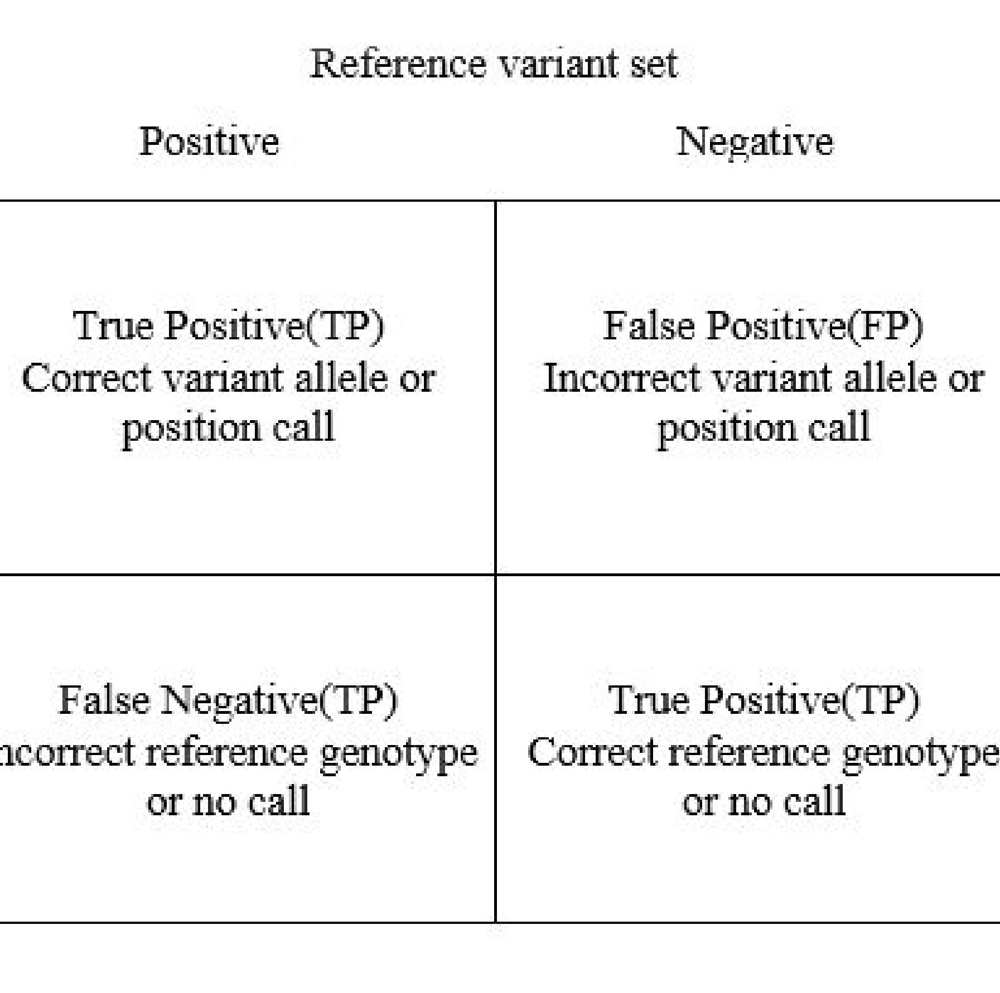 Reference variant set
Positive Negative
True Positive(TP)
Correct variant allele or
position call
False Positive(FP)
Incorrect variant allele or
position call
False Negative(TP)
ncorrect reference genotype
or no call
True Positive(TP)
Correct reference genotype
or no call